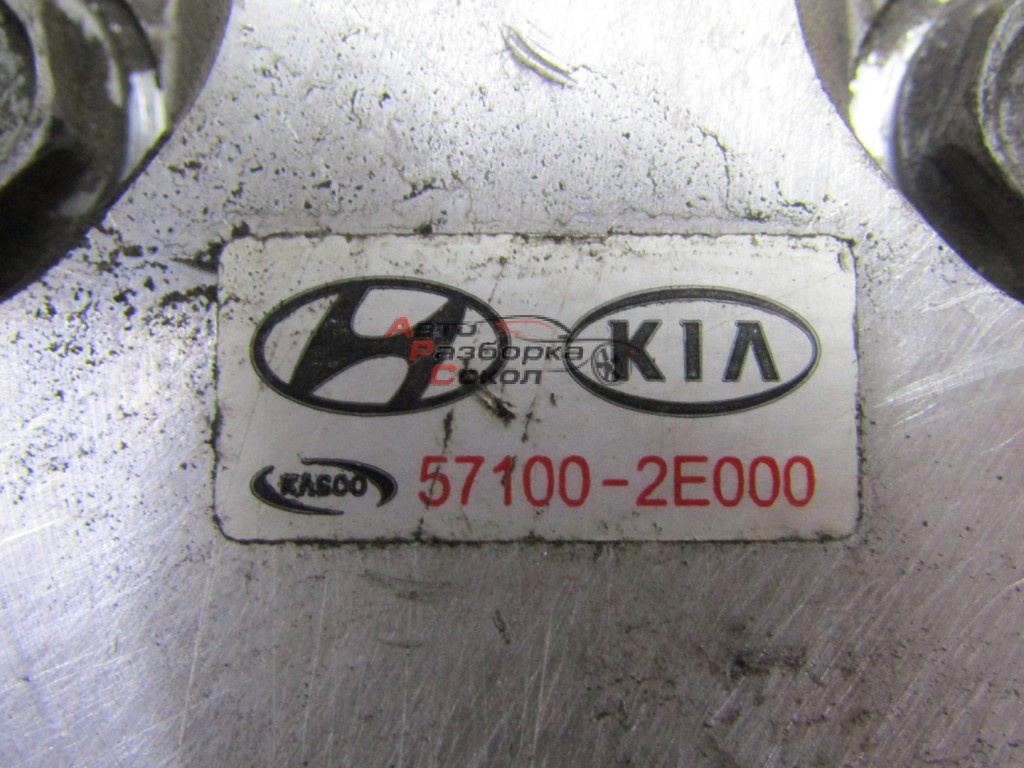 KIA
Авто
Разборка
Сокол
KASCO 57100-2E000